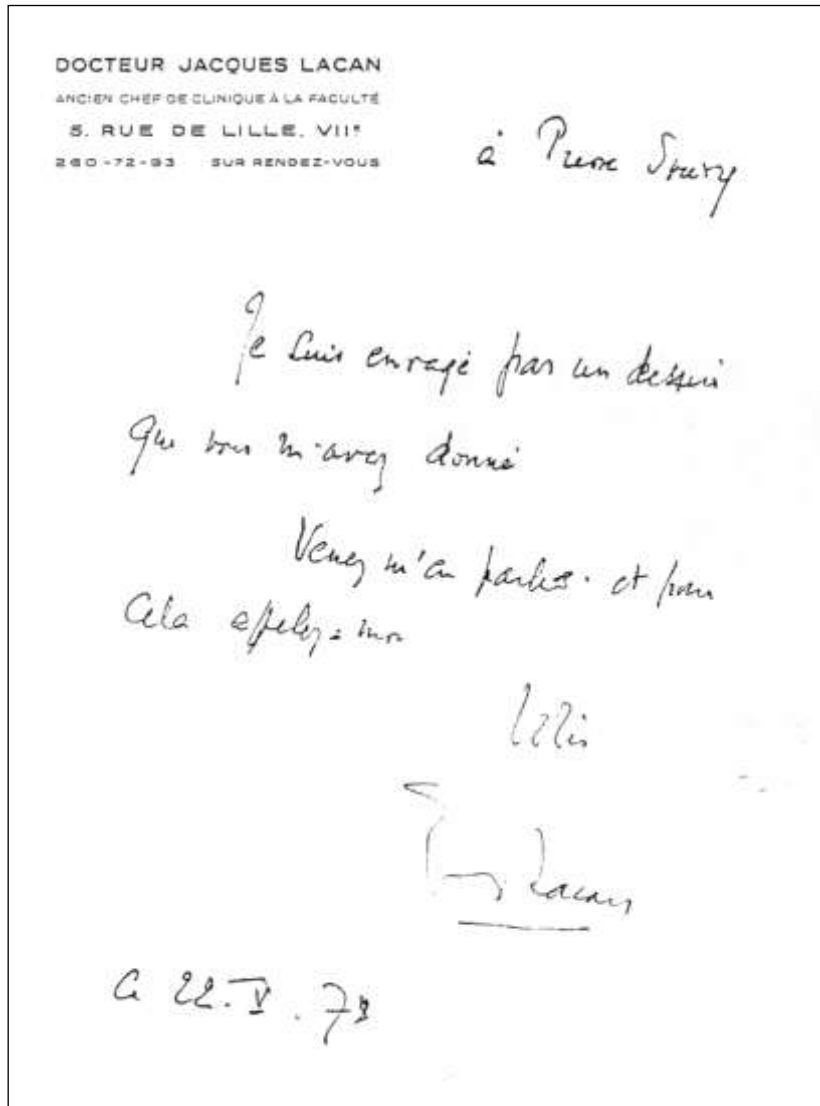 DOCTEUR JACQUES LACAN
ANCIEN CHEF DE CLINIQUE À LA FACULTÉ
5, RUE DE LILLE, VIIᵉ
260-72-93 SUR RENDEZ-VOUS
à Pierre Soury
Je suis enragé par un dessin
que vous m'avez donné
Venez m'en parler. et pour
cela appelez-moi
Lacan
Ce 22.V.73